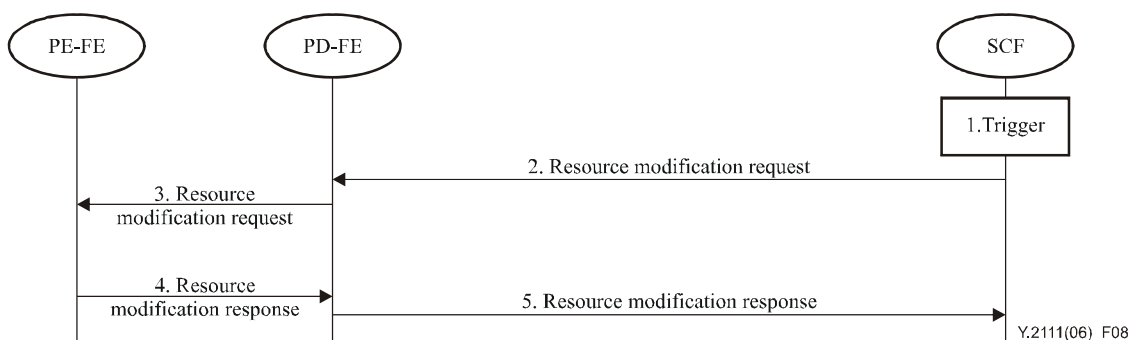 PE-FE
PD-FE
SCF
1.Trigger
2. Resource modification request
3. Resource
modification request
4. Resource
modification response
5. Resource modification response
Y.2111(06)_F08